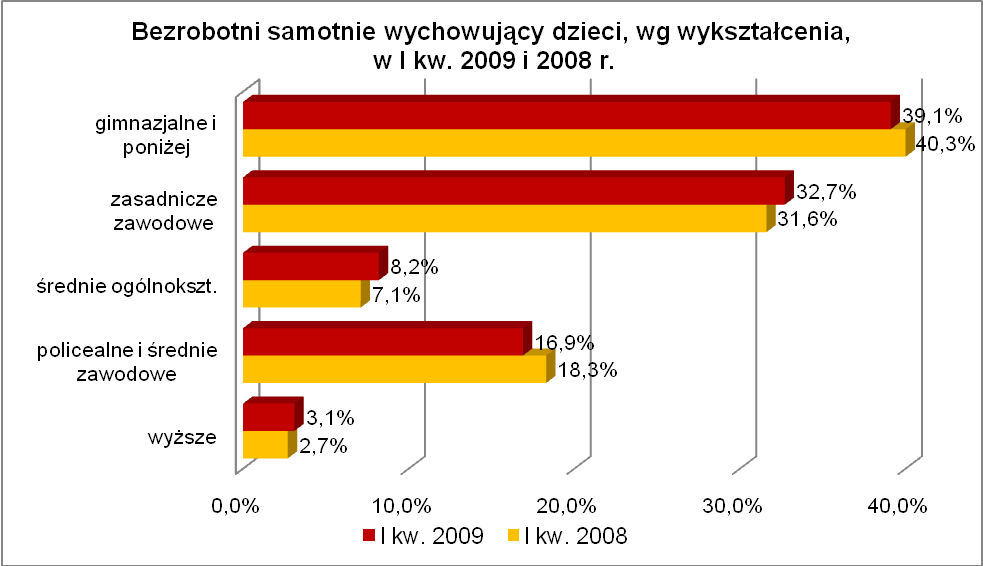 Bezrobotni samotnie wychowujący dzieci, wg wykształcenia,
w I kw. 2009 i 2008 r.
gimnazjalne i
poniżej
39,1%
40,3%
zasadnicze
zawodowe
32,7%
31,6%
średnie ogólnokszt.
8,2%
7,1%
policealne i średnie
zawodowe
16,9%
18,3%
wyższe
3,1%
2,7%
0,0% 10,0% 20,0% 30,0% 40,0%
I kw. 2009 I kw. 2008